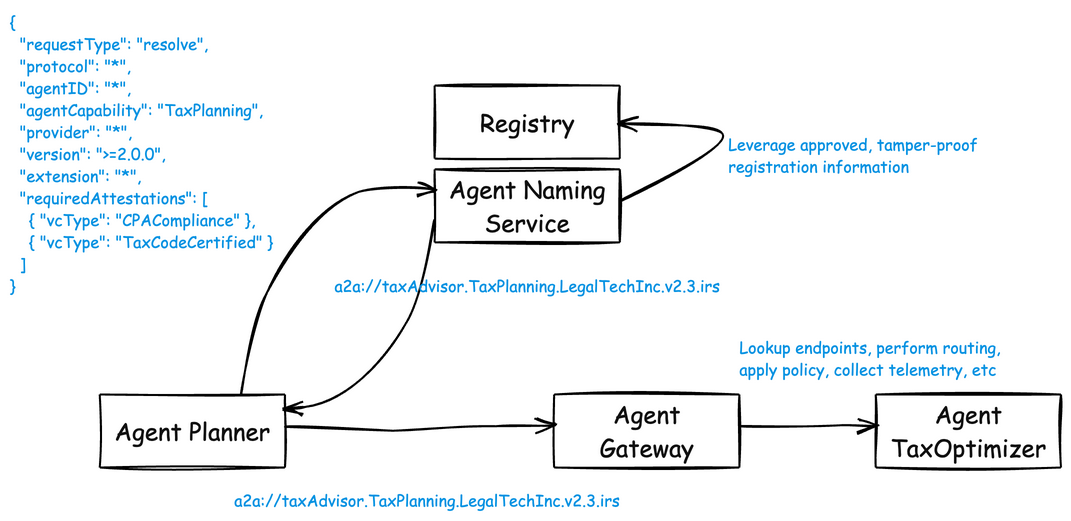 {
"requestType": "resolve",
"protocol": "*",
"agentID": "*",
"agentCapability": "TaxPlanning",
"provider": "*",
"version": ">=2.0.0",
"extension": "*",
"requiredAttestations": [
{ "vcType": "CPACompliance" },
{ "vcType": "TaxCodeCertified" }
]
}
Registry
Agent Naming
Service
Leverage approved, tamper-proof
registration information
a2a://taxAdvisor.TaxPlanning.LegalTechInc.v2.3.irs
Lookup endpoints, perform routing,
apply policy, collect telemetry, etc
Agent Planner
Agent
Gateway
Agent
TaxOptimizer
a2a://taxAdvisor.TaxPlanning.LegalTechInc.v2.3.irs